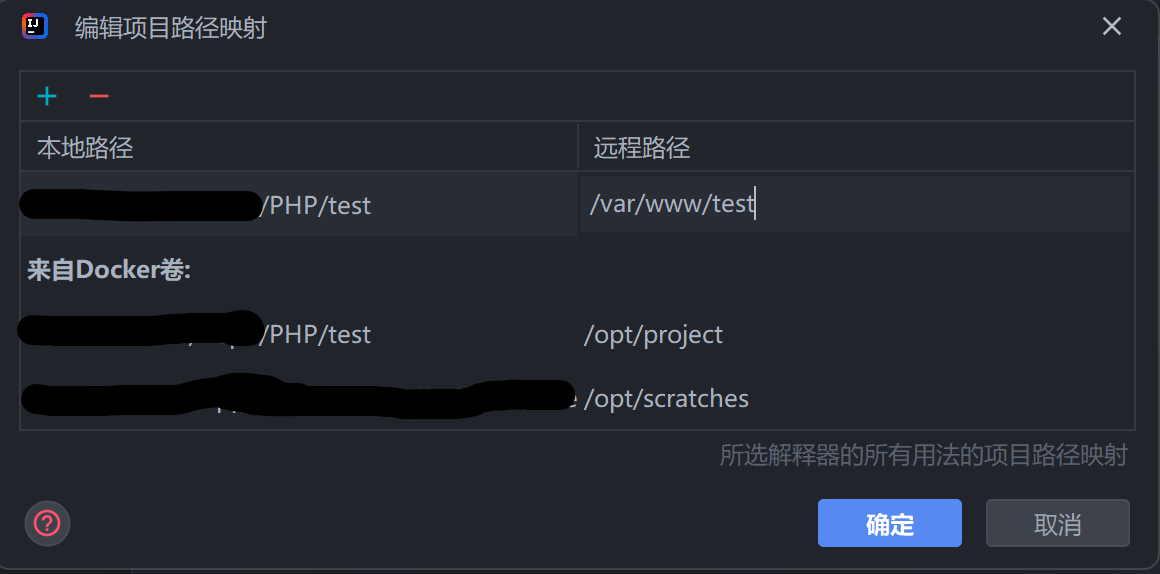 IJ
编辑项目路径映射
本地路径
远程路径
/PHP/test
/var/www/test
来自Docker卷:
/PHP/test
/opt/project
/opt/scratches
所选解释器的所有用法的项目路径映射
?
确定
取消